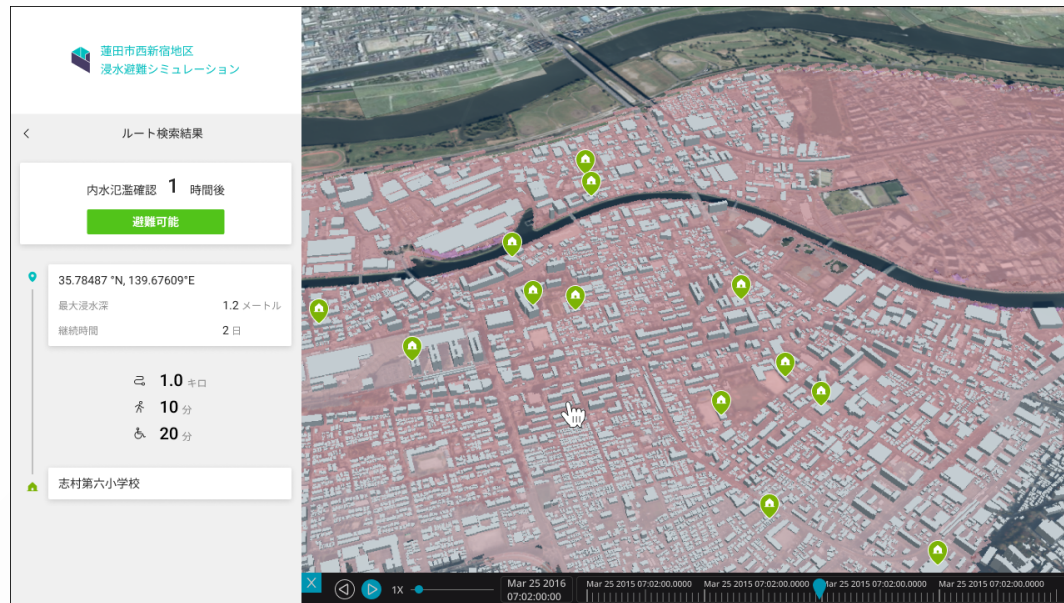 蓮田市西新宿地区
浸水避難シミュレーション
ルート検索結果
内水氾濫確認 1 時間後
避難可能
35.78487 °N, 139.67609°E
最大浸水深 1.2 メートル
継続時間 2 日
1.0 キロ
10 分
20 分
志村第六小学校
1X
Mar 25 2016
07:02:00:00
Mar 25 2015 07:02:00.0000 Mar 25 2015 07:02:00.0000 Mar 25 2015 07:02:00.0000 Mar 25 2015 07:02:00.0000